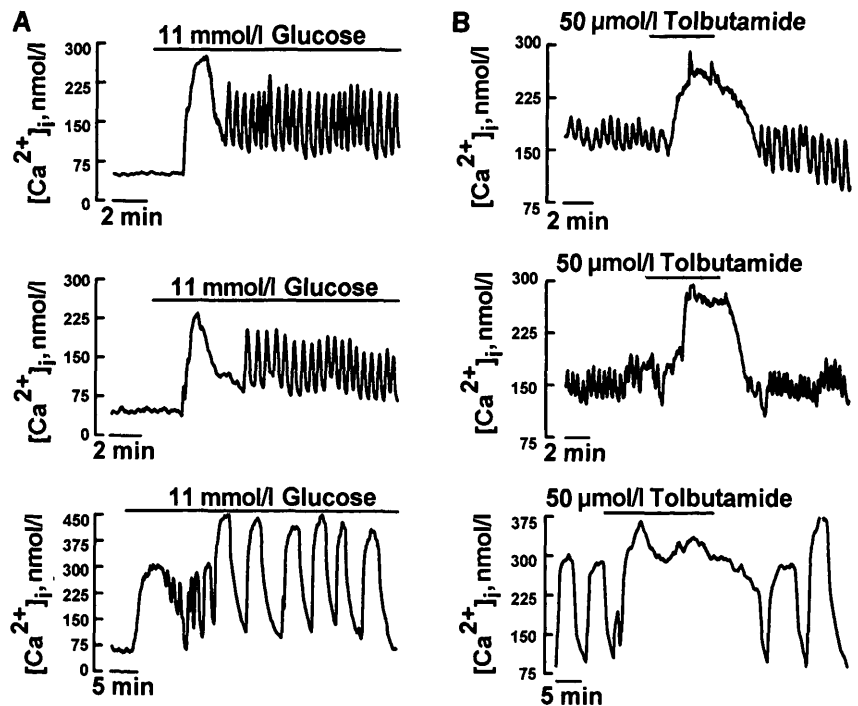 A
11 mmol/l Glucose
[Ca2+]i, nmol/l
300
225
150
75
0
2 min
11 mmol/l Glucose
[Ca2+]i, nmol/l
300
225
150
75
0
2 min
11 mmol/l Glucose
[Ca2+]i, nmol/l
450
375
300
225
150
75
0
5 min
B
50 µmol/l Tolbutamide
[Ca2+]i, nmol/l
300
225
150
75
2 min
50 µmol/l Tolbutamide
[Ca2+]i, nmol/l
300
225
150
75
2 min
50 µmol/l Tolbutamide
[Ca2+]i, nmol/l
375
300
225
150
75
5 min